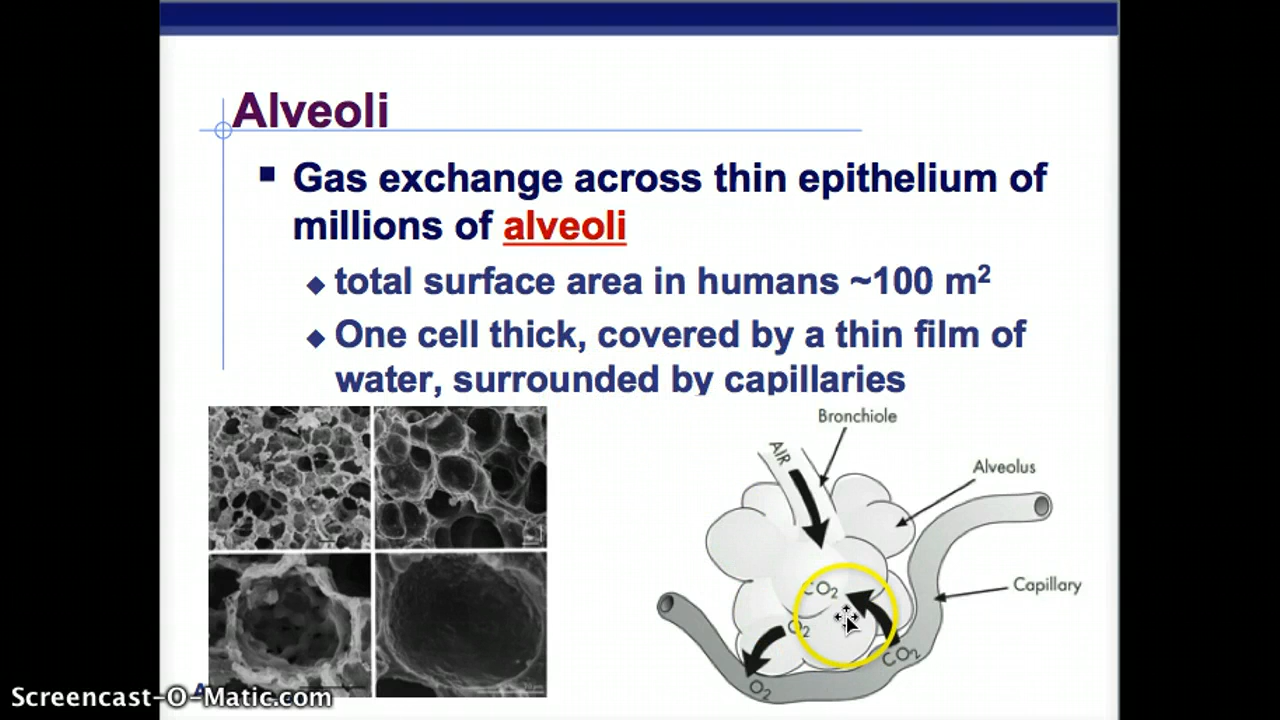 Alveoli
Gas exchange across thin epithelium of
millions of alveoli
total surface area in humans ~100 m²
One cell thick, covered by a thin film of
water, surrounded by capillaries
Bronchiole
AIR
Alveolus
CO₂
Capillary
O₂
CO₂
O₂
Screencast-O-Matic.com